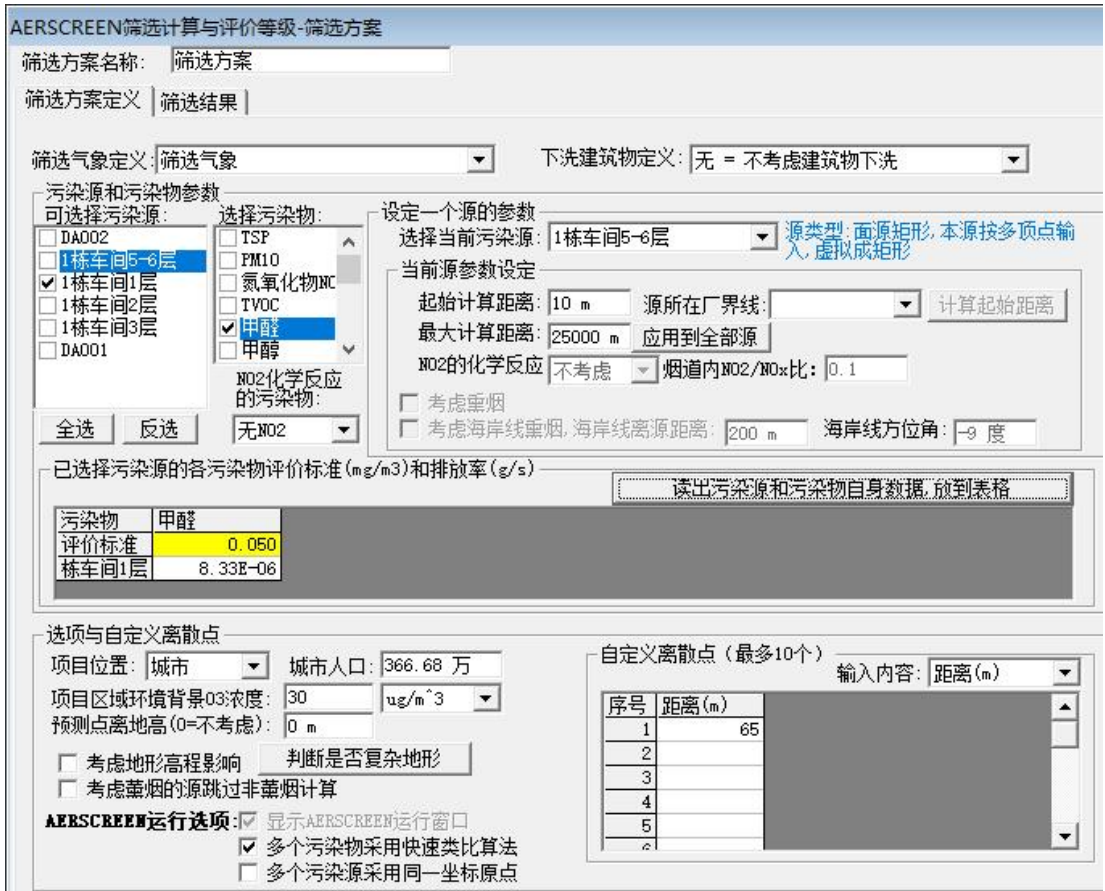 AERSCREEN筛选计算与评价等级-筛选方案
筛选方案名称: 筛选方案
筛选方案定义 筛选结果
筛选气象定义: 筛选气象 下洗建筑物定义: 无 = 不考虑建筑物下洗
污染源和污染物参数
可选择污染源: 选择污染物:
DA002
1栋车间5-6层
1栋车间1层
1栋车间2层
1栋车间3层
DA001
TSP
PM10
氮氧化物NO
TVOC
甲醛
甲醇
全选 反选
NO2化学反应
的污染物:
无NO2
设定一个源的参数
选择当前污染源: 1栋车间5-6层 源类型:面源矩形,本源按多顶点输
入,虚拟成矩形
当前源参数设定
起始计算距离: 10 m 源所在厂界线: 计算起始距离
最大计算距离: 25000 m 应用到全部源
NO2的化学反应 不考虑 烟道内NO2/NOx比: 0.1
考虑重烟
考虑海岸线重烟,海岸线离源距离: 200 m 海岸线方位角: -9 度
已选择污染源的各污染物评价标准(mg/m3)和排放率(g/s)
读出污染源和污染物自身数据,放到表格
污染物 甲醛
评价标准 0.050
栋车间1层 8.33E-06
选项与自定义离散点
项目位置: 城市 城市人口: 366.68 万
项目区域环境背景O3浓度: 30 ug/m^3
预测点离地高(0=不考虑): 0 m
考虑地形高程影响 判断是否复杂地形
考虑薰烟的源跳过非薰烟计算
AERSCREEN运行选项: 显示AERSCREEN运行窗口
多个污染物采用快速类比算法
多个污染源采用同一坐标原点
自定义离散点（最多10个）
输入内容: 距离(m)
序号 距离(m)
1 65
2
3
4
5